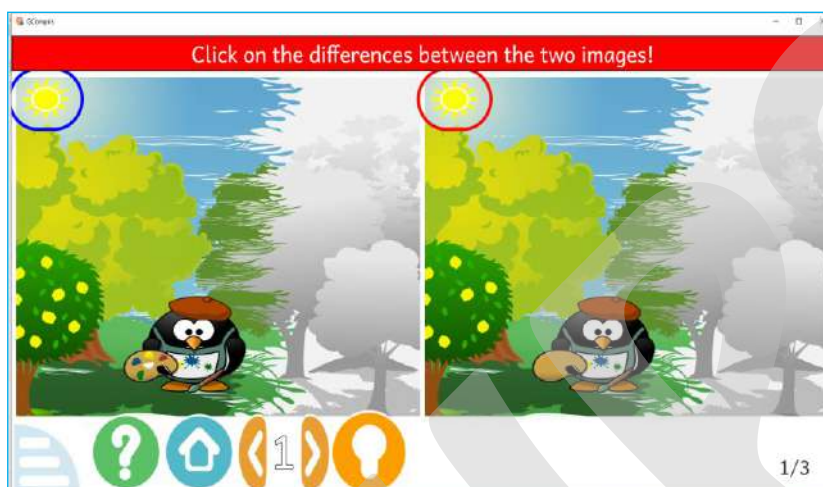 GCompris
Click on the differences between the two images!
?
1
1/3